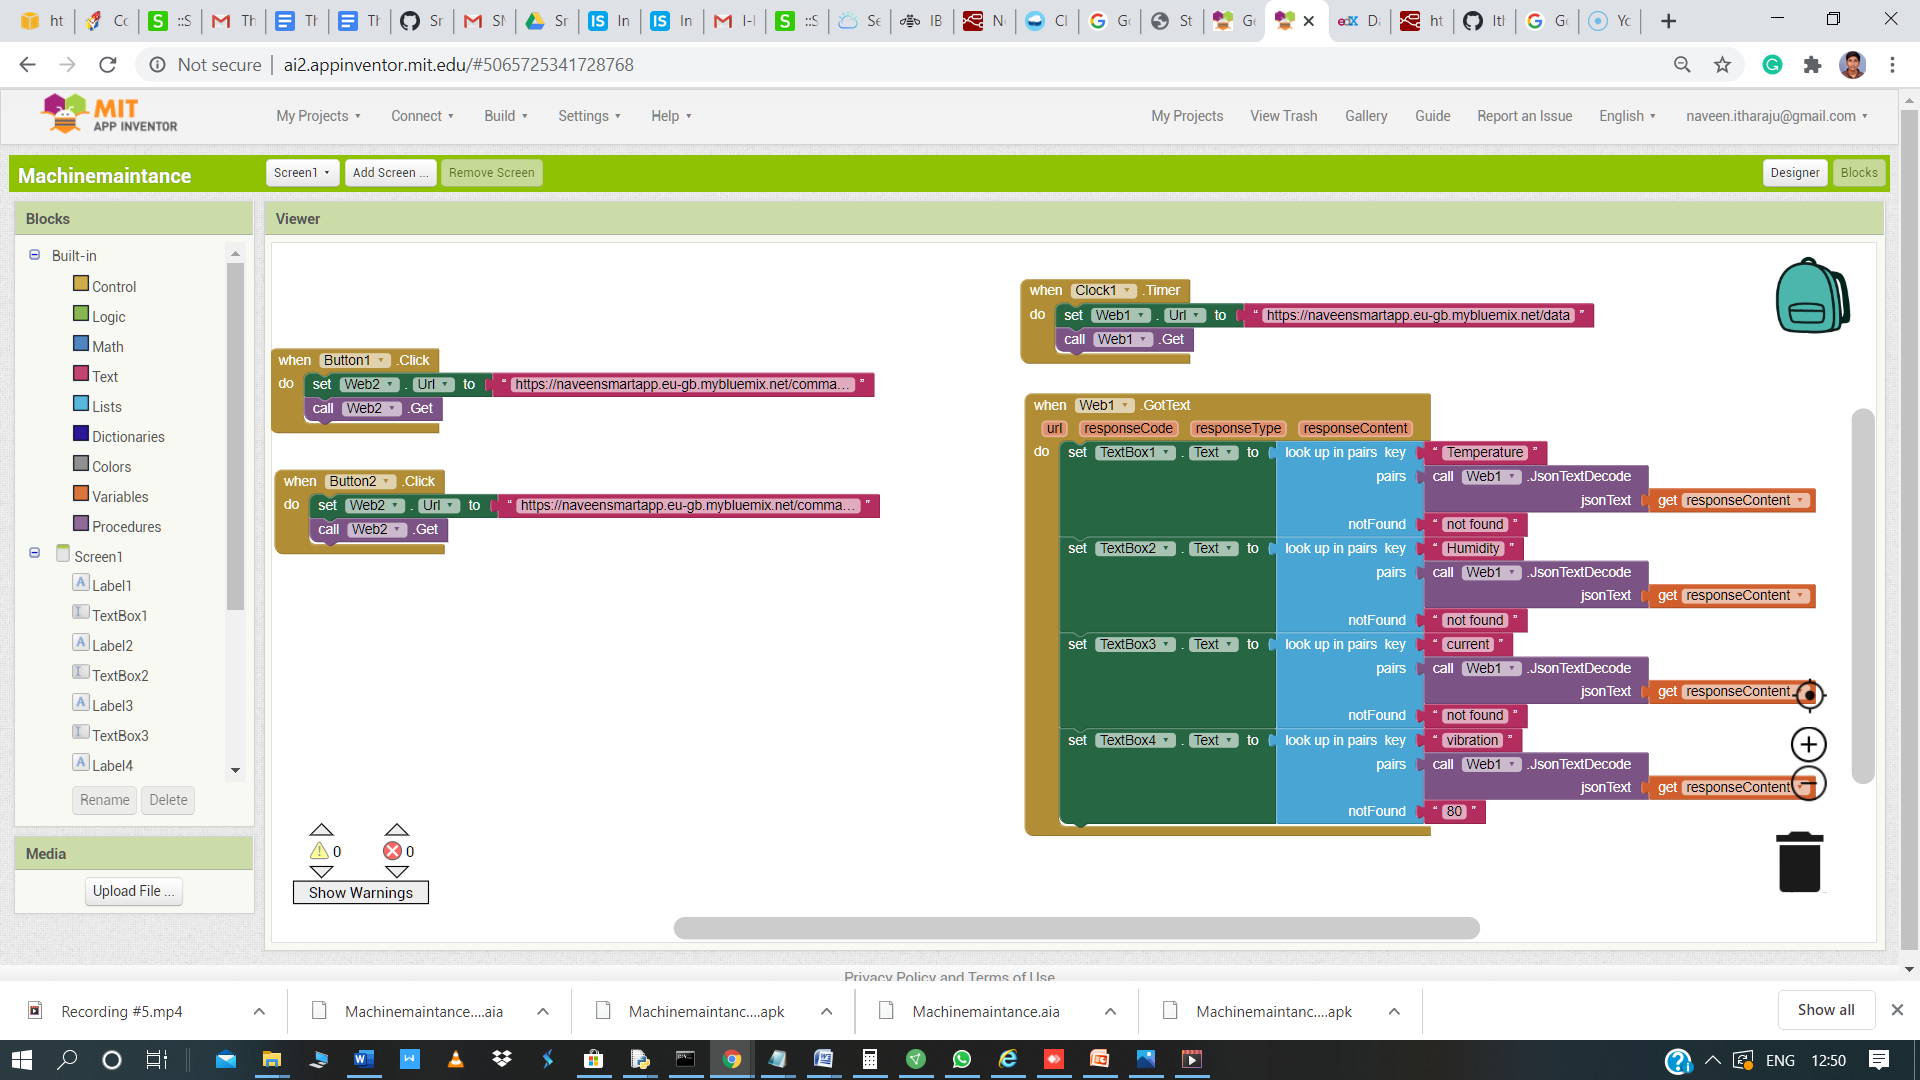 ht Cc ::S Th Th Th Sr SM Sr In In I-I ::S Se IB No Cl Go St Ge Da ht Ith Go Yc
Not secure ai2.appinventor.mit.edu/#5065725341728768
MIT APP INVENTOR My Projects Connect Build Settings Help My Projects View Trash Gallery Guide Report an Issue English naveen.itharaju@gmail.com
Machinemaintance Screen1 Add Screen ... Remove Screen Designer Blocks
Blocks
Built-in
Control
Logic
Math
Text
Lists
Dictionaries
Colors
Variables
Procedures
Screen1
Label1
TextBox1
Label2
TextBox2
Label3
TextBox3
Label4
Rename Delete
Media
Upload File ...
Viewer
when Button1 .Click
do set Web2 . Url to “ https://naveensmartapp.eu-gb.mybluemix.net/comma... ”
call Web2 .Get
when Button2 .Click
do set Web2 . Url to “ https://naveensmartapp.eu-gb.mybluemix.net/comma... ”
call Web2 .Get
when Clock1 .Timer
do set Web1 . Url to “ https://naveensmartapp.eu-gb.mybluemix.net/data ”
call Web1 .Get
when Web1 .GotText
url responseCode responseType responseContent
do set TextBox1 . Text to look up in pairs key “ Temperature ”
pairs call Web1 .JsonTextDecode
jsonText get responseContent
notFound “ not found ”
set TextBox2 . Text to look up in pairs key “ Humidity ”
pairs call Web1 .JsonTextDecode
jsonText get responseContent
notFound “ not found ”
set TextBox3 . Text to look up in pairs key “ current ”
pairs call Web1 .JsonTextDecode
jsonText get responseContent
notFound “ not found ”
set TextBox4 . Text to look up in pairs key “ vibration ”
pairs call Web1 .JsonTextDecode
jsonText get responseContent
notFound “ 80 ”
0 0
Show Warnings
Privacy Policy and Terms of Use
Recording #5.mp4 Machinemaintance....aia Machinemaintanc....apk Machinemaintance.aia Machinemaintanc....apk Show all
ENG 12:50